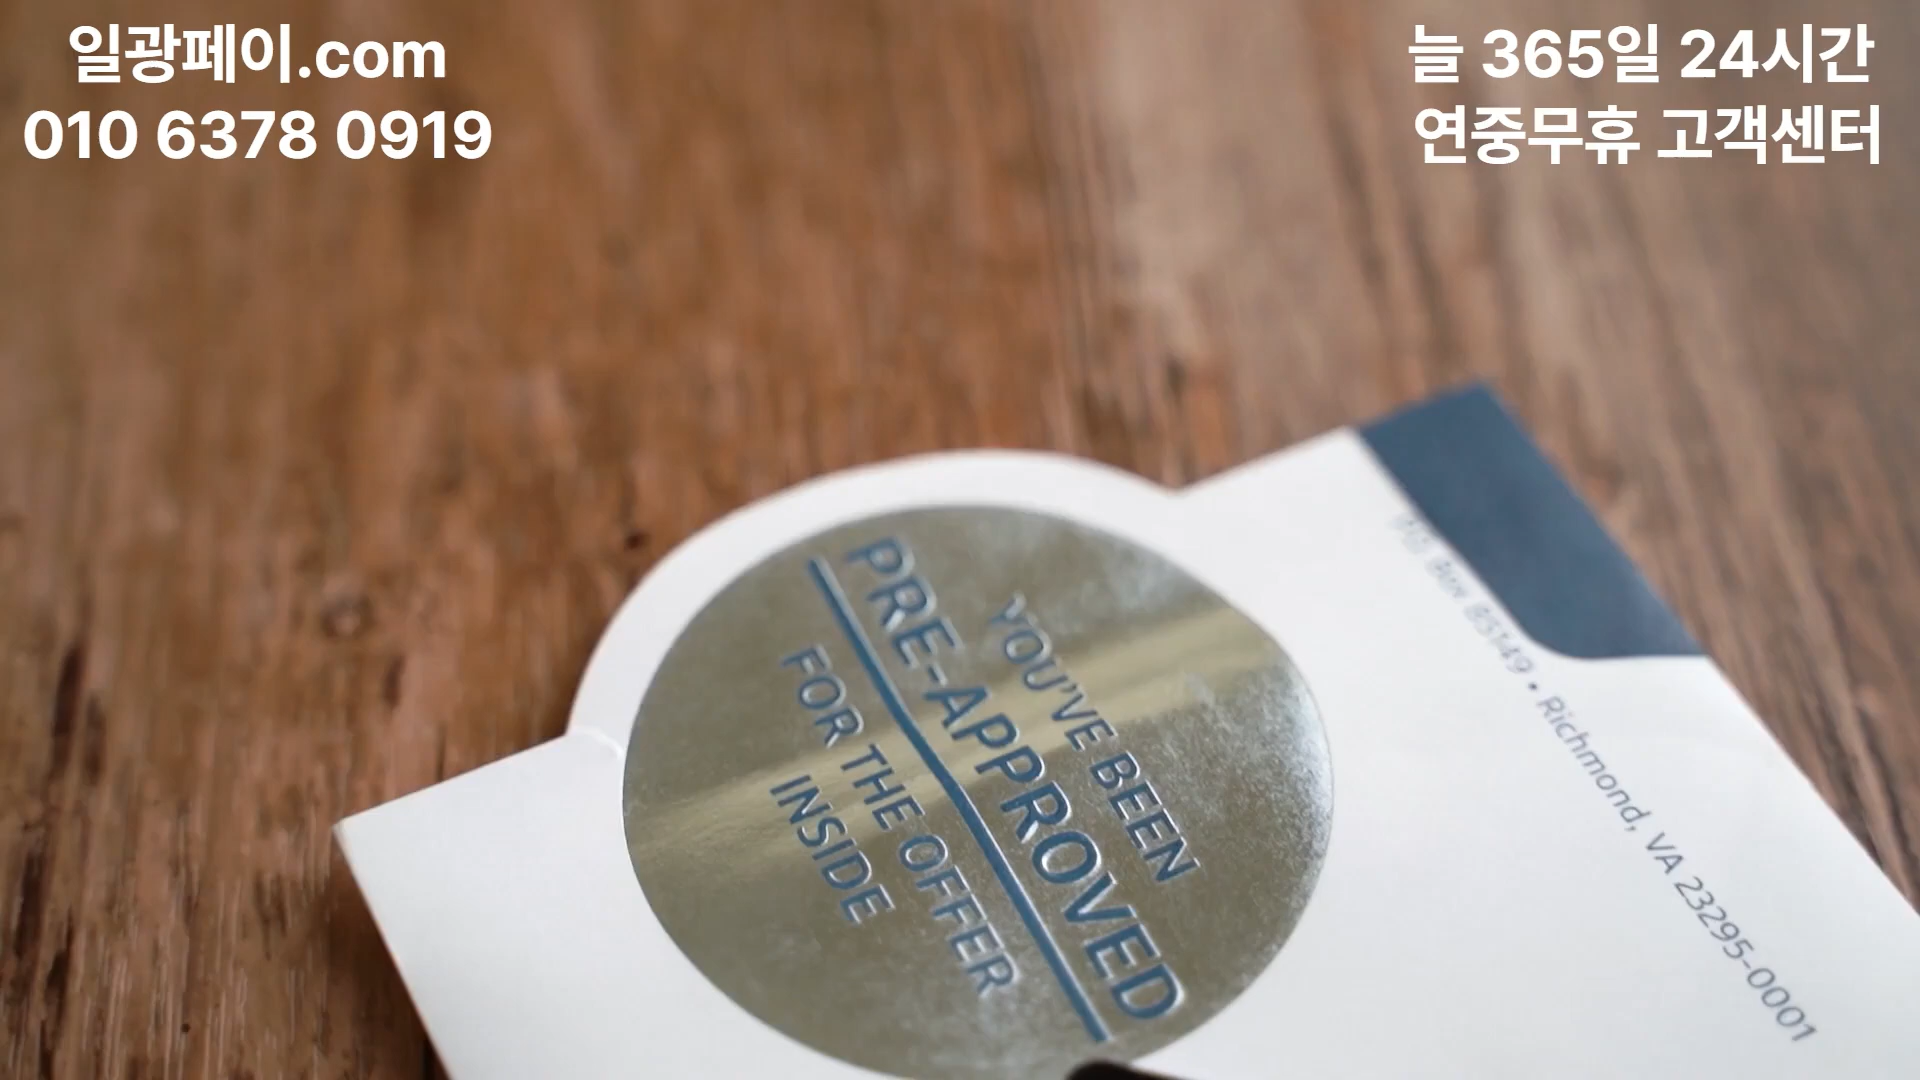 일광페이.com
010 6378 0919
늘 365일 24시간
연중무휴 고객센터
YOU'VE BEEN
PRE-APPROVED
FOR THE OFFER
INSIDE
85149 • Richmond, VA 23295-0001